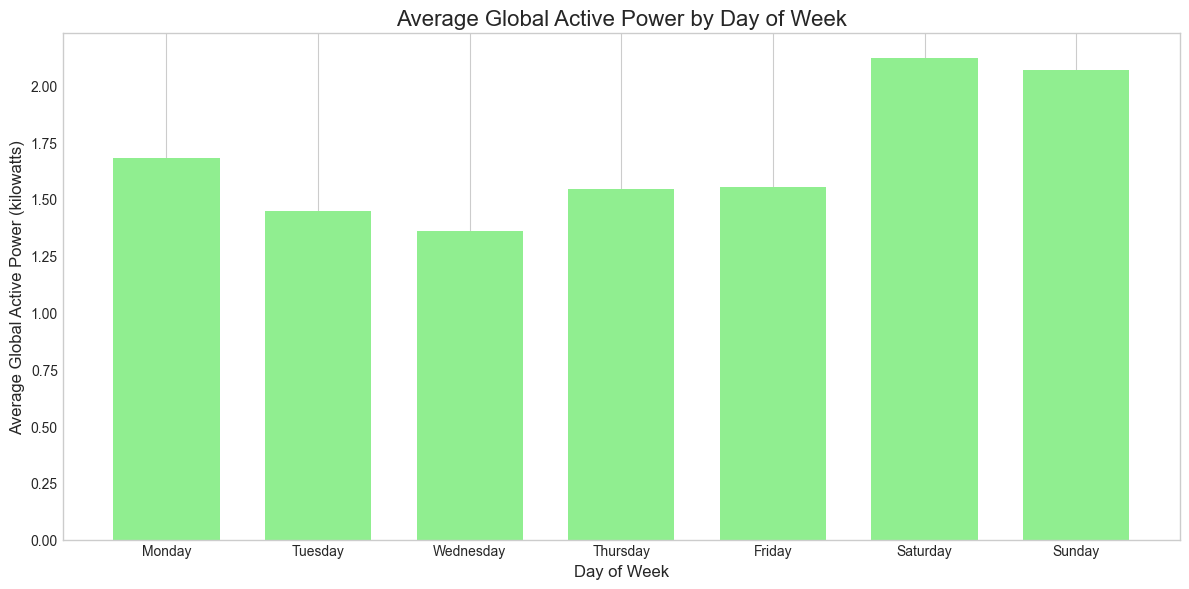 Average Global Active Power by Day of Week
Average Global Active Power (kilowatts)
2.00
1.75
1.50
1.25
1.00
0.75
0.50
0.25
0.00
Monday Tuesday Wednesday Thursday Friday Saturday Sunday
Day of Week